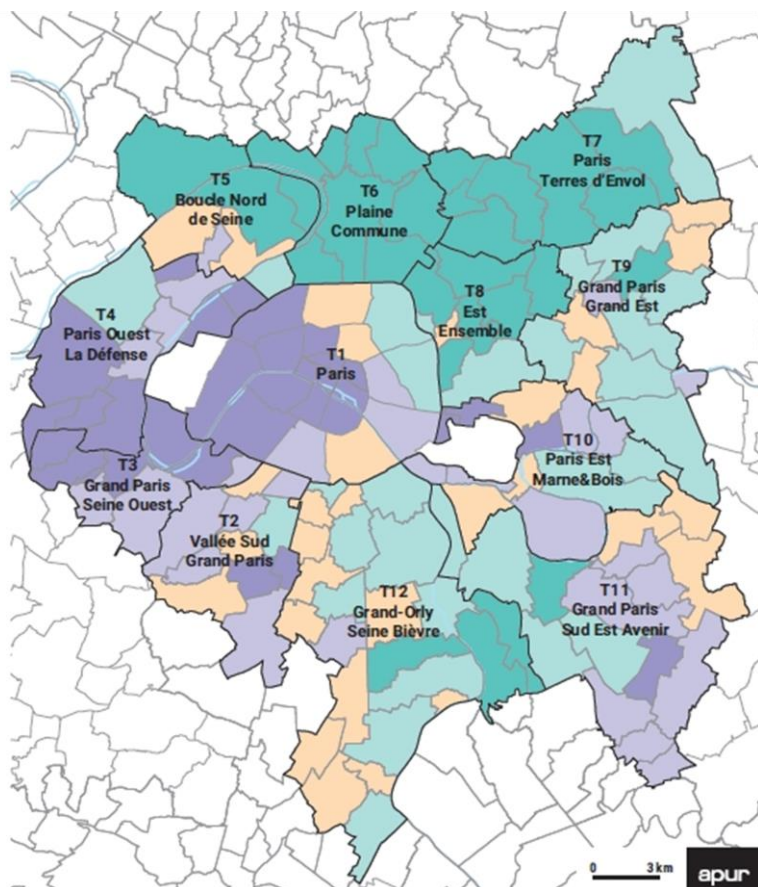 T7
Paris
Terres d'Envol
T5
Boucle Nord
de Seine
T6
Plaine
Commune
T9
Grand Paris
Grand Est
T8
Est
Ensemble
T4
Paris Ouest
La Défense
T1
Paris
T10
Paris Est
Marne&Bois
T3
Grand Paris
Seine Ouest
T2
Vallée Sud
Grand Paris
T12
Grand-Orly
Seine Bièvre
T11
Grand Paris
Sud Est Avenir
0 3 km
apur